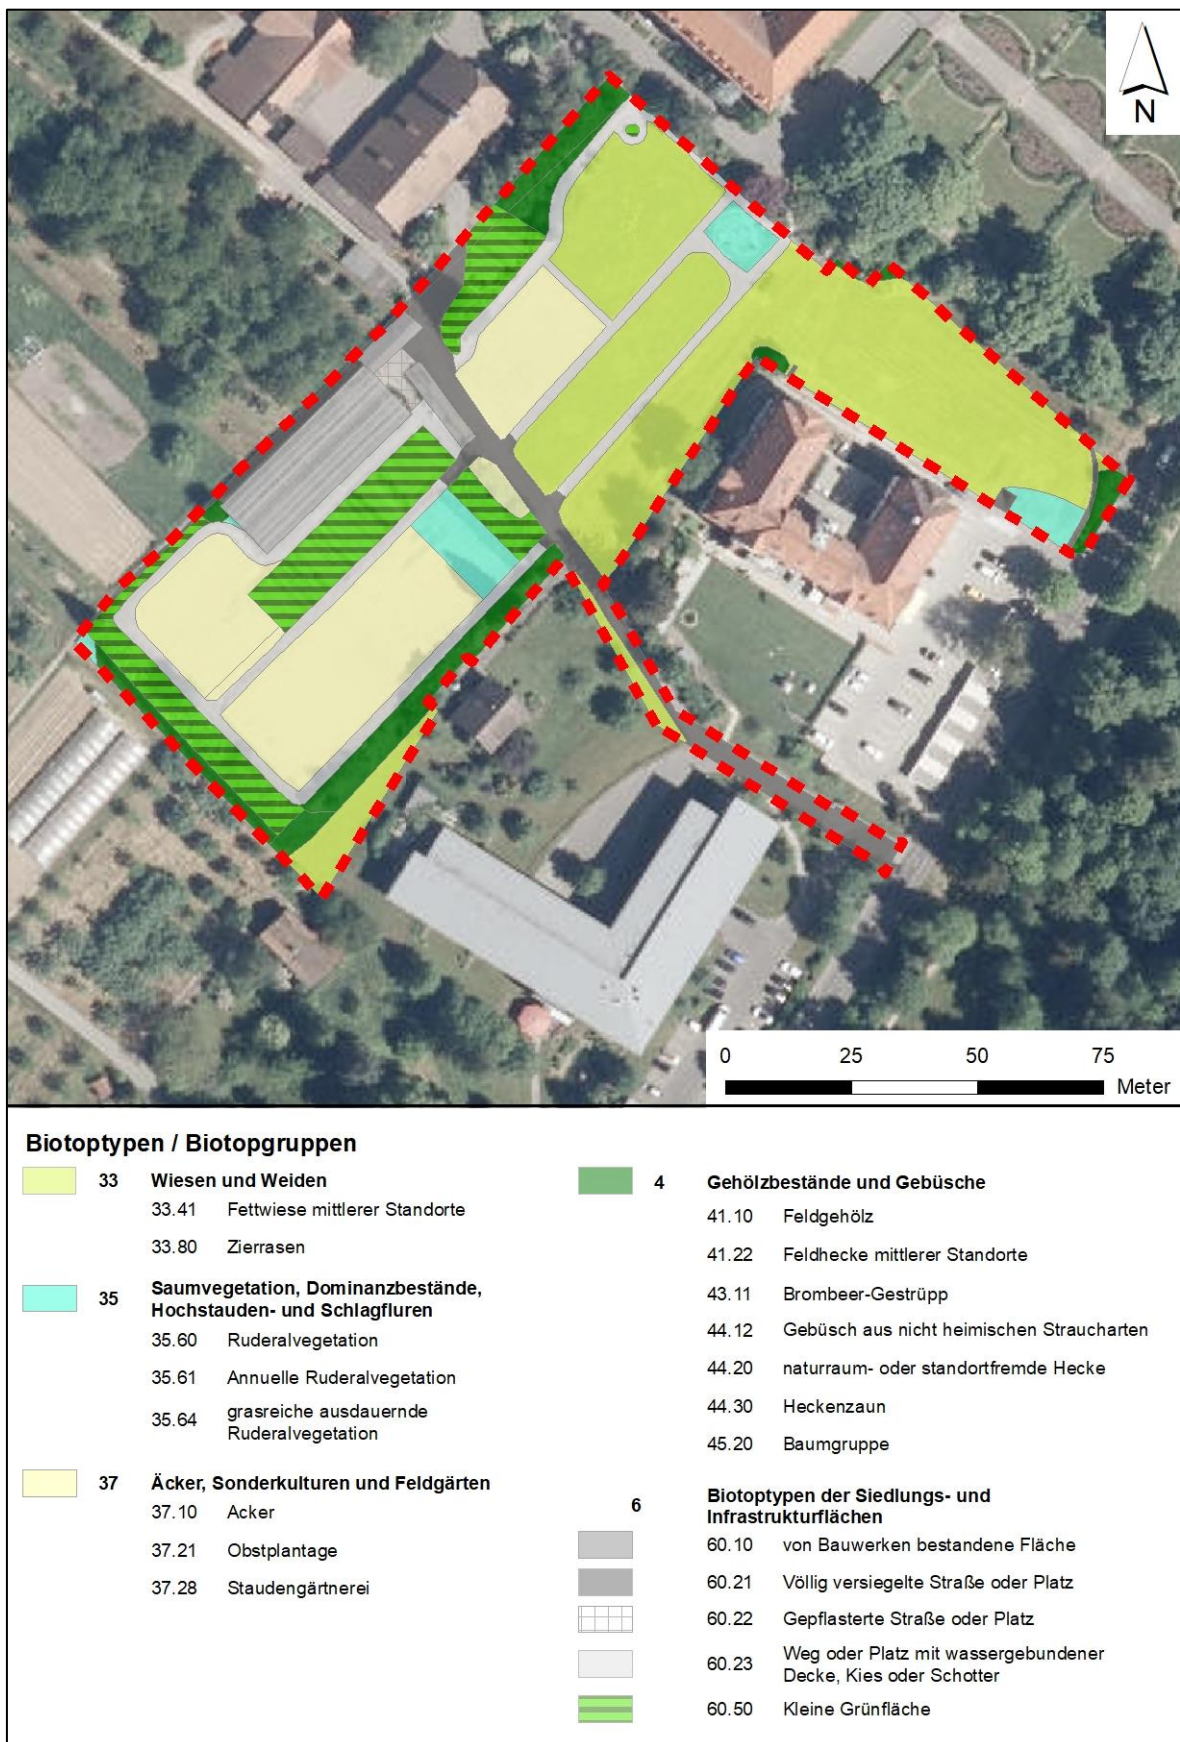 N
0 25 50 75
Meter
Biotoptypen / Biotopgruppen
33 Wiesen und Weiden
33.41 Fettwiese mittlerer Standorte
33.80 Zierrasen
35 Saumvegetation, Dominanzbestände,
Hochstauden- und Schlagfluren
35.60 Ruderalvegetation
35.61 Annuelle Ruderalvegetation
35.64 grasreiche ausdauernde
Ruderalvegetation
37 Äcker, Sonderkulturen und Feldgärten
37.10 Acker
37.21 Obstplantage
37.28 Staudengärtnerei
4 Gehölzbestände und Gebüsche
41.10 Feldgehölz
41.22 Feldhecke mittlerer Standorte
43.11 Brombeer-Gestrüpp
44.12 Gebüsch aus nicht heimischen Straucharten
44.20 naturraum- oder standortfremde Hecke
44.30 Heckenzaun
45.20 Baumgruppe
6 Biotoptypen der Siedlungs- und
Infrastrukturflächen
60.10 von Bauwerken bestandene Fläche
60.21 Völlig versiegelte Straße oder Platz
60.22 Gepflasterte Straße oder Platz
60.23 Weg oder Platz mit wassergebundener
Decke, Kies oder Schotter
60.50 Kleine Grünfläche